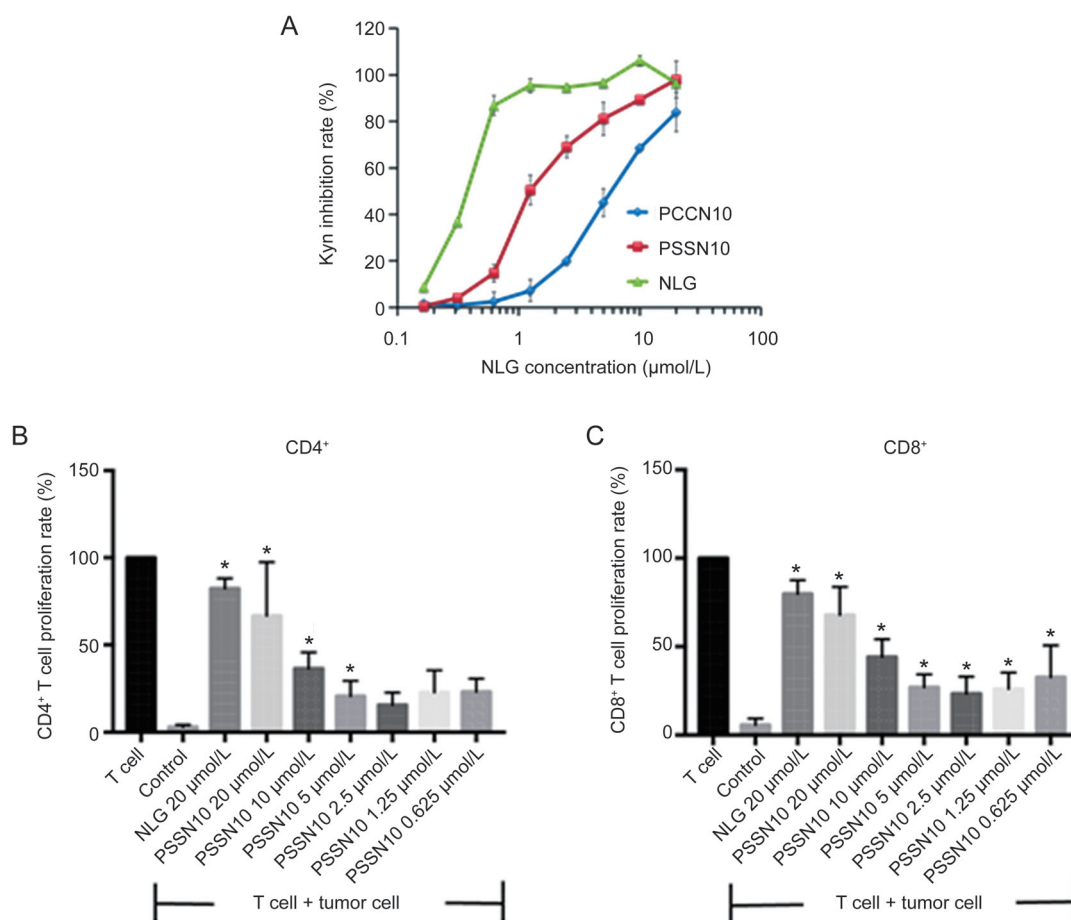 A
120
100
80
60
40
20
0
Kyn inhibition rate (%)
PCCN10
PSSN10
NLG
0.1
1
10
100
NLG concentration (µmol/L)
B
CD4⁺
150
100
50
0
CD4⁺ T cell proliferation rate (%)
*
*
*
*
T cell
Control
NLG 20 µmol/L
PSSN10 20 µmol/L
PSSN10 10 µmol/L
PSSN10 5 µmol/L
PSSN10 2.5 µmol/L
PSSN10 1.25 µmol/L
PSSN10 0.625 µmol/L
T cell + tumor cell
C
CD8⁺
150
100
50
0
CD8⁺ T cell proliferation rate (%)
*
*
*
*
*
*
*
T cell
Control
NLG 20 µmol/L
PSSN10 20 µmol/L
PSSN10 10 µmol/L
PSSN10 5 µmol/L
PSSN10 2.5 µmol/L
PSSN10 1.25 µmol/L
PSSN10 0.625 µmol/L
T cell + tumor cell